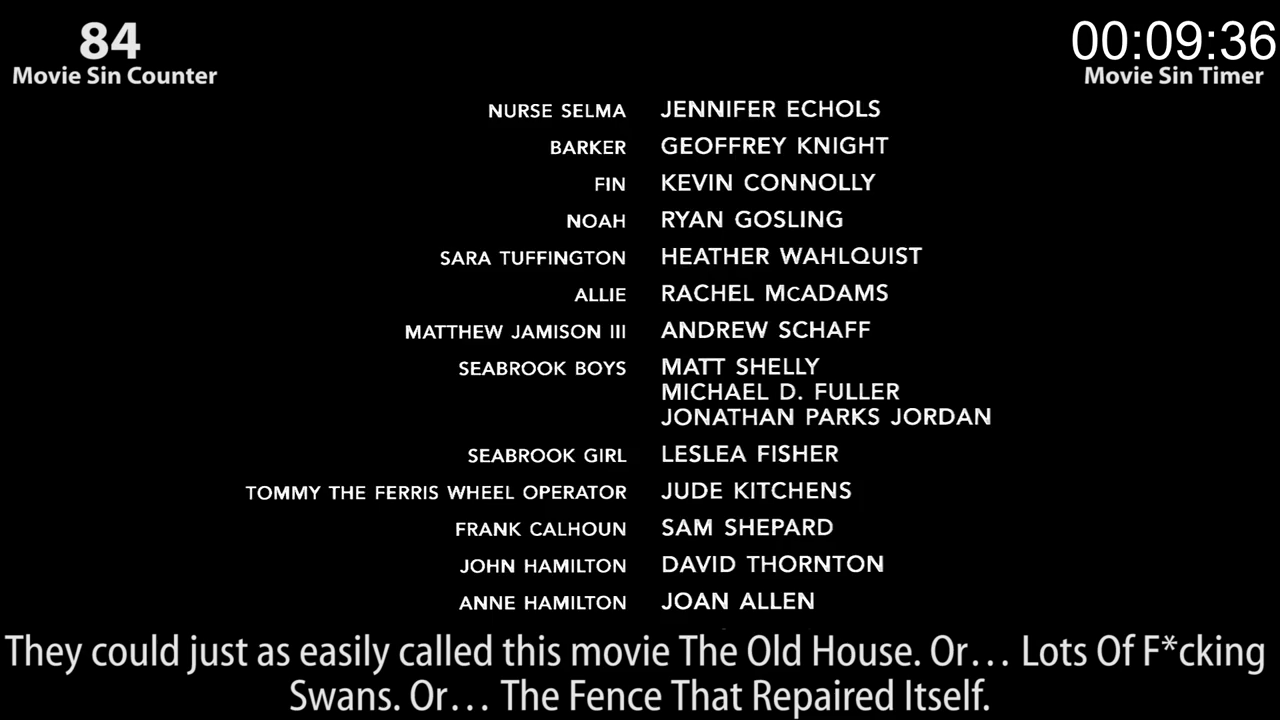 84
Movie Sin Counter
00:09:36
Movie Sin Timer
NURSE SELMA JENNIFER ECHOLS
BARKER GEOFFREY KNIGHT
FIN KEVIN CONNOLLY
NOAH RYAN GOSLING
SARA TUFFINGTON HEATHER WAHLQUIST
ALLIE RACHEL McADAMS
MATTHEW JAMISON III ANDREW SCHAFF
SEABROOK BOYS MATT SHELLY
MICHAEL D. FULLER
JONATHAN PARKS JORDAN
SEABROOK GIRL LESLEA FISHER
TOMMY THE FERRIS WHEEL OPERATOR JUDE KITCHENS
FRANK CALHOUN SAM SHEPARD
JOHN HAMILTON DAVID THORNTON
ANNE HAMILTON JOAN ALLEN
They could just as easily called this movie The Old House. Or... Lots Of F*cking
Swans. Or... The Fence That Repaired Itself.